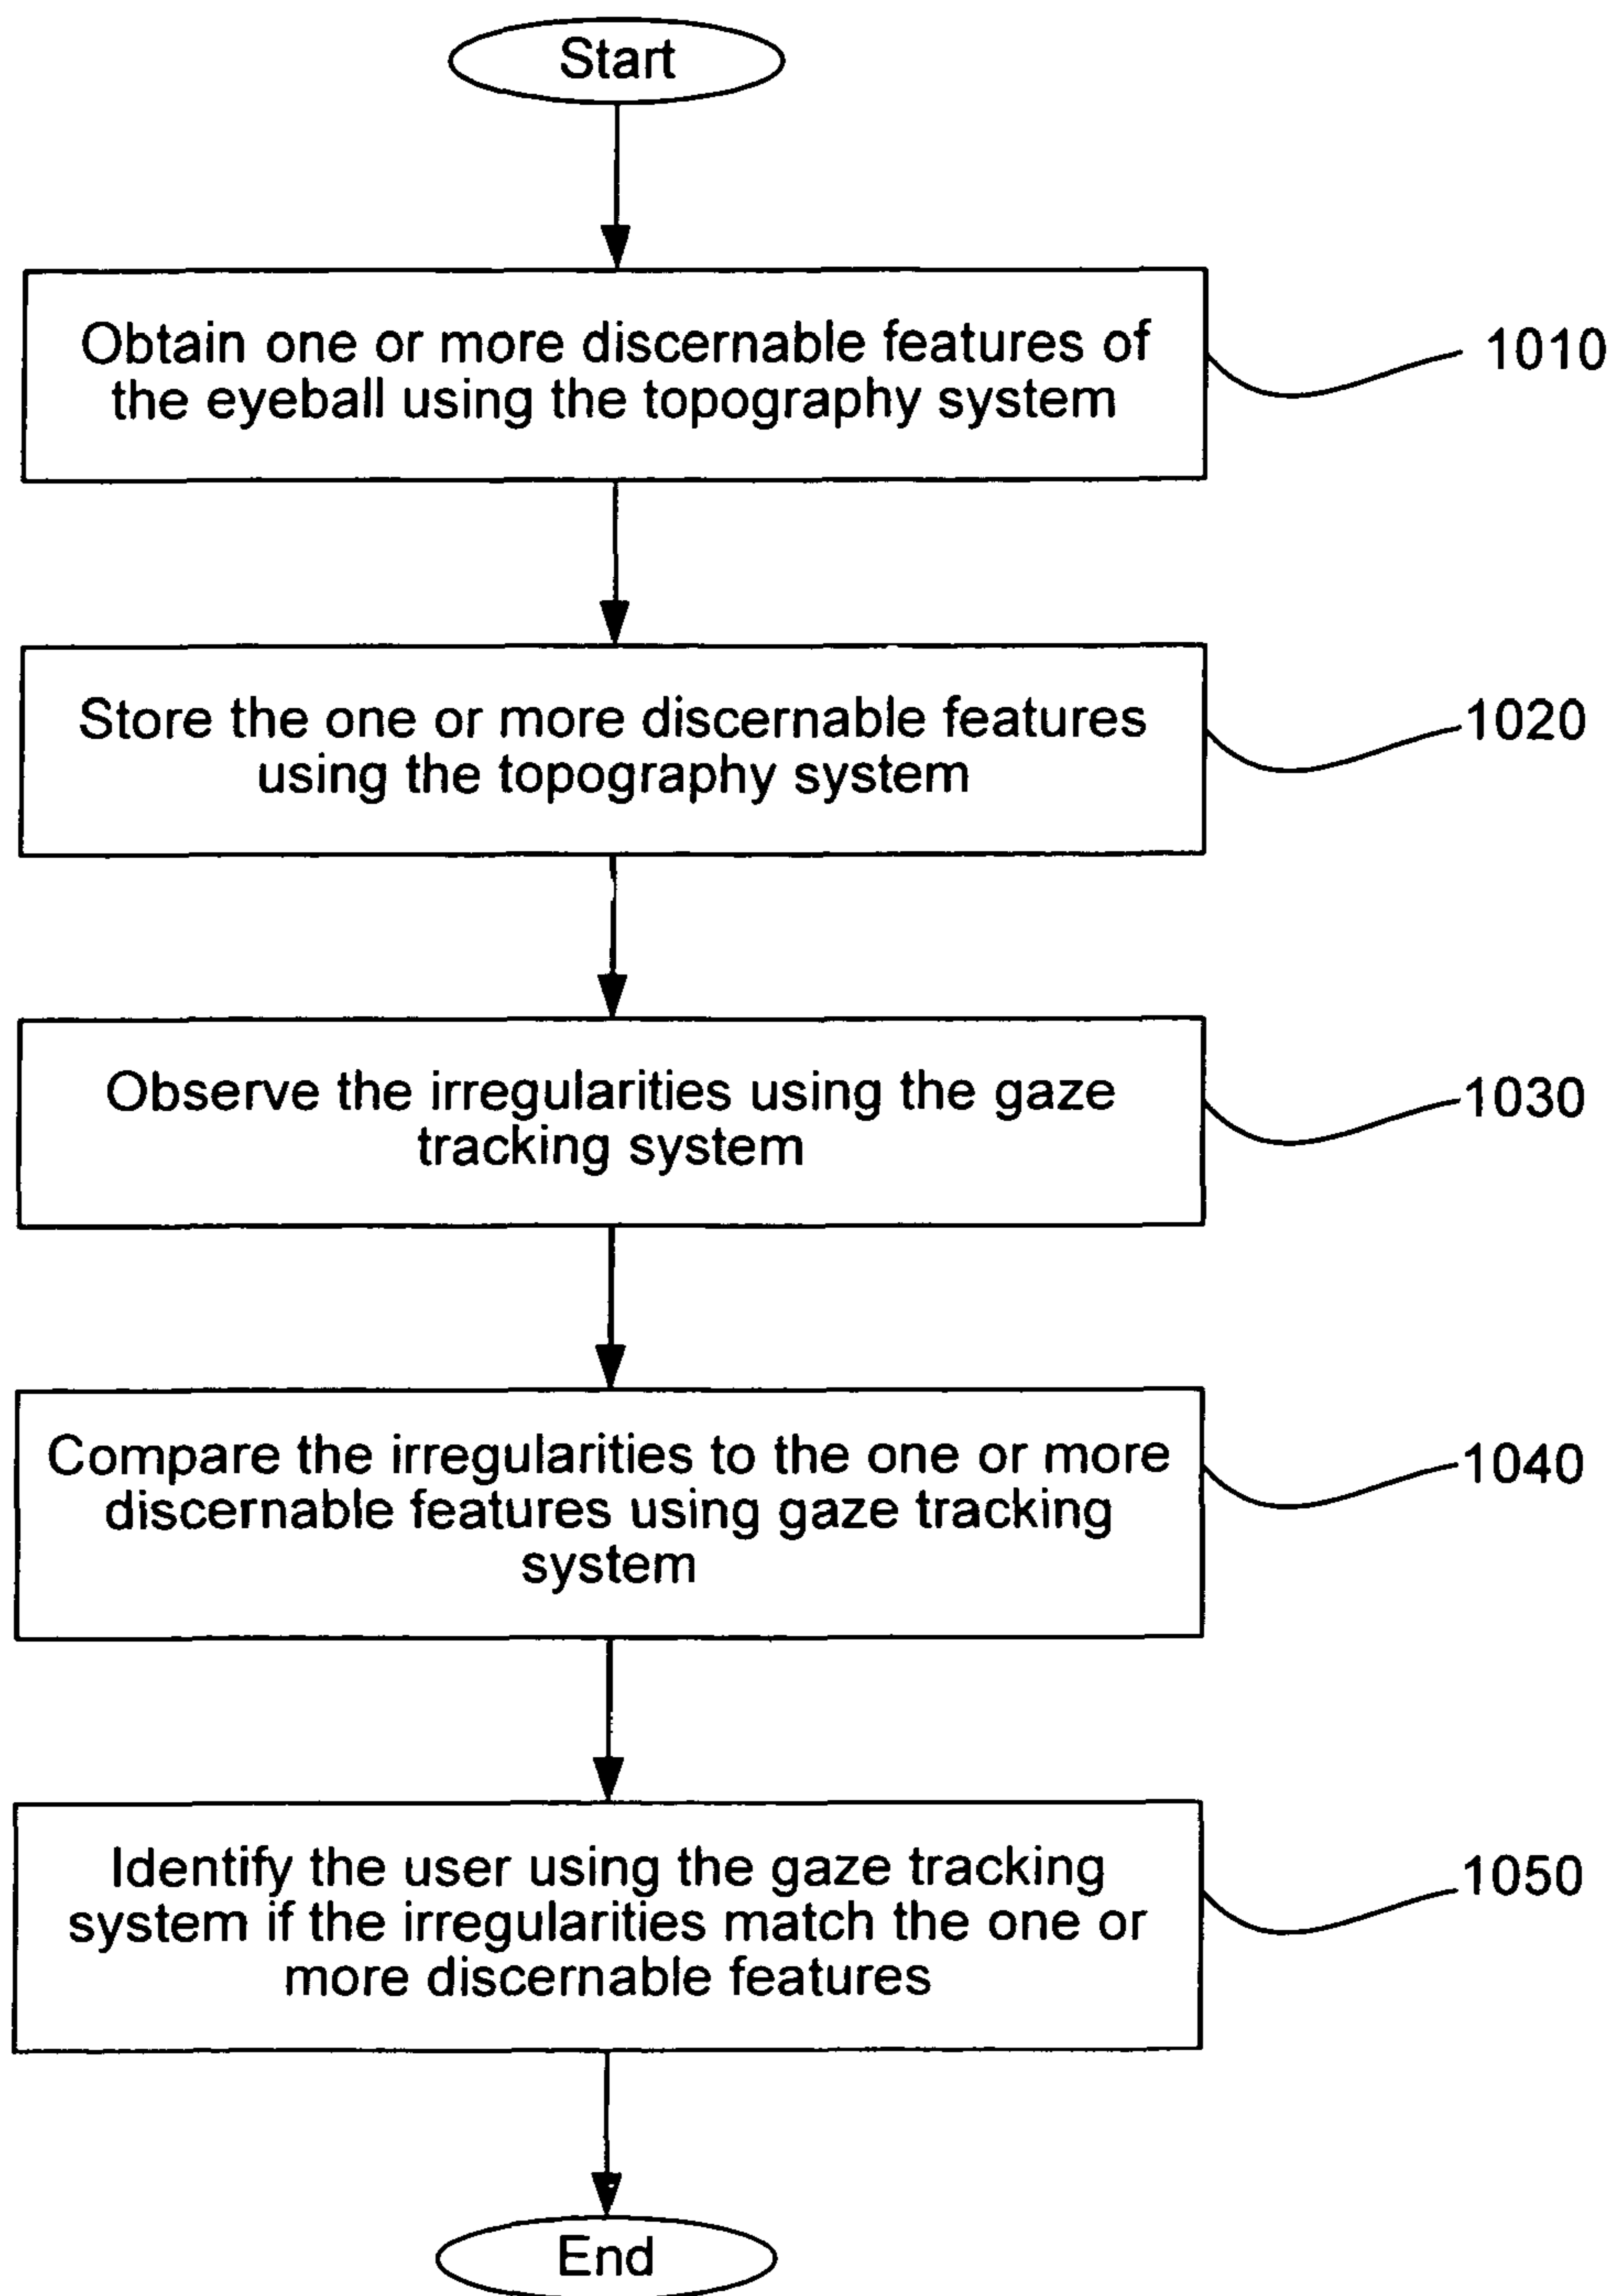 Start
Obtain one or more discernable features of
the eyeball using the topography system
1010
Store the one or more discernable features
using the topography system
1020
Observe the irregularities using the gaze
tracking system
1030
Compare the irregularities to the one or more
discernable features using gaze tracking
system
1040
Identify the user using the gaze tracking
system if the irregularities match the one or
more discernable features
1050
End